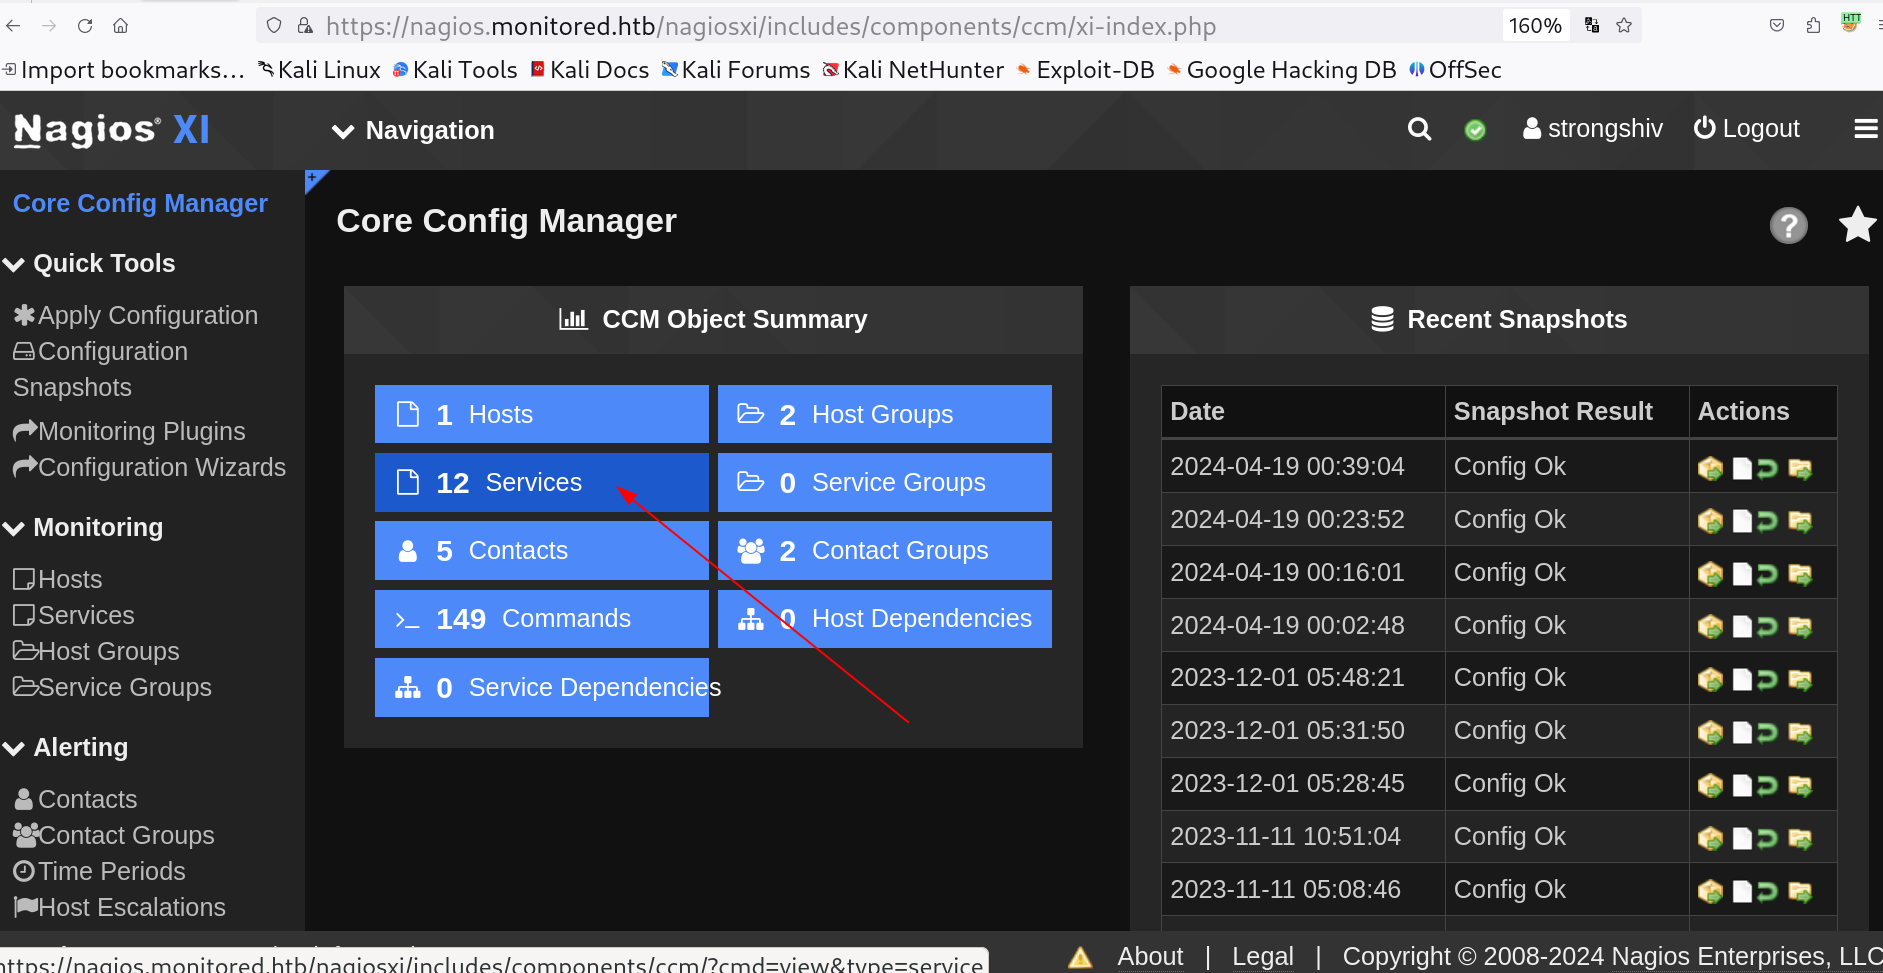 https://nagios.monitored.htb/nagiosxi/includes/components/ccm/xi-index.php
160%
Import bookmarks...
Kali Linux
Kali Tools
Kali Docs
Kali Forums
Kali NetHunter
Exploit-DB
Google Hacking DB
OffSec
Nagios® XI
Navigation
strongshiv
Logout
Core Config Manager
Quick Tools
Apply Configuration
Configuration
Snapshots
Monitoring Plugins
Configuration Wizards
Monitoring
Hosts
Services
Host Groups
Service Groups
Alerting
Contacts
Contact Groups
Time Periods
Host Escalations
Core Config Manager
CCM Object Summary
1 Hosts
2 Host Groups
12 Services
0 Service Groups
5 Contacts
2 Contact Groups
149 Commands
0 Host Dependencies
0 Service Dependencies
Recent Snapshots
Date Snapshot Result Actions
2024-04-19 00:39:04 Config Ok
2024-04-19 00:23:52 Config Ok
2024-04-19 00:16:01 Config Ok
2024-04-19 00:02:48 Config Ok
2023-12-01 05:48:21 Config Ok
2023-12-01 05:31:50 Config Ok
2023-12-01 05:28:45 Config Ok
2023-11-11 10:51:04 Config Ok
2023-11-11 05:08:46 Config Ok
https://nagios.monitored.htb/nagiosxi/includes/components/ccm/?cmd=view&type=service
About | Legal | Copyright © 2008-2024 Nagios Enterprises, LLC